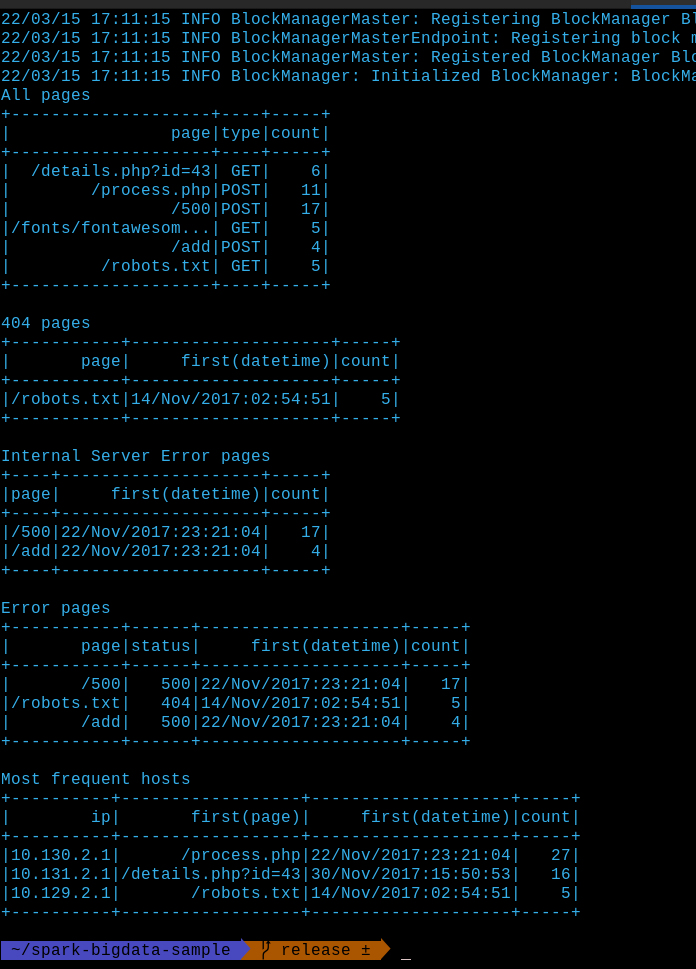 22/03/15 17:11:15 INFO BlockManagerMaster: Registering BlockManager Bl
22/03/15 17:11:15 INFO BlockManagerMasterEndpoint: Registering block m
22/03/15 17:11:15 INFO BlockManagerMaster: Registered BlockManager Blo
22/03/15 17:11:15 INFO BlockManager: Initialized BlockManager: BlockMa
All pages
+--------------------+----+-----+
|                page|type|count|
+--------------------+----+-----+
|  /details.php?id=43| GET|    6|
|        /process.php|POST|   11|
|                /500|POST|   17|
|/fonts/fontawesom...| GET|    5|
|                /add|POST|    4|
|         /robots.txt| GET|    5|
+--------------------+----+-----+

404 pages
+-----------+--------------------+-----+
|       page|     first(datetime)|count|
+-----------+--------------------+-----+
|/robots.txt|14/Nov/2017:02:54:51|    5|
+-----------+--------------------+-----+

Internal Server Error pages
+----+--------------------+-----+
|page|     first(datetime)|count|
+----+--------------------+-----+
|/500|22/Nov/2017:23:21:04|   17|
|/add|22/Nov/2017:23:21:04|    4|
+----+--------------------+-----+

Error pages
+-----------+------+--------------------+-----+
|       page|status|     first(datetime)|count|
+-----------+------+--------------------+-----+
|       /500|   500|22/Nov/2017:23:21:04|   17|
|/robots.txt|   404|14/Nov/2017:02:54:51|    5|
|       /add|   500|22/Nov/2017:23:21:04|    4|
+-----------+------+--------------------+-----+

Most frequent hosts
+----------+------------------+--------------------+-----+
|        ip|       first(page)|     first(datetime)|count|
+----------+------------------+--------------------+-----+
|10.130.2.1|      /process.php|22/Nov/2017:23:21:04|   27|
|10.131.2.1|/details.php?id=43|30/Nov/2017:15:50:53|   16|
|10.129.2.1|       /robots.txt|14/Nov/2017:02:54:51|    5|
+----------+------------------+--------------------+-----+

~/spark-bigdata-sample release ± _